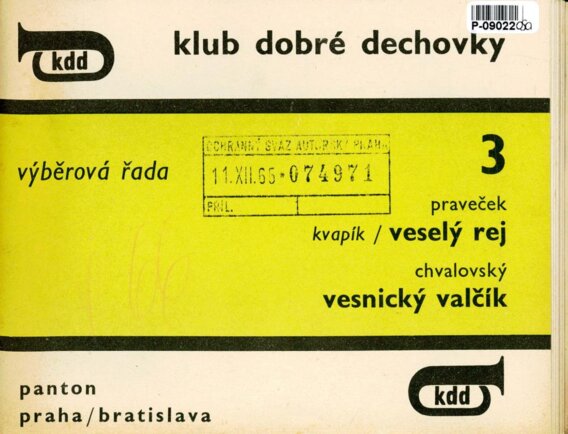 P-09022
kdd
klub dobré dechovky
3
výběrová řada
OCHRANNÝ SVAZ AUTORSKÝ PRAHA
11.XII.65*074971
PŘÍL.
praveček
kvapík / veselý rej
chvalovský
vesnický valčík
panton
praha/bratislava
kdd